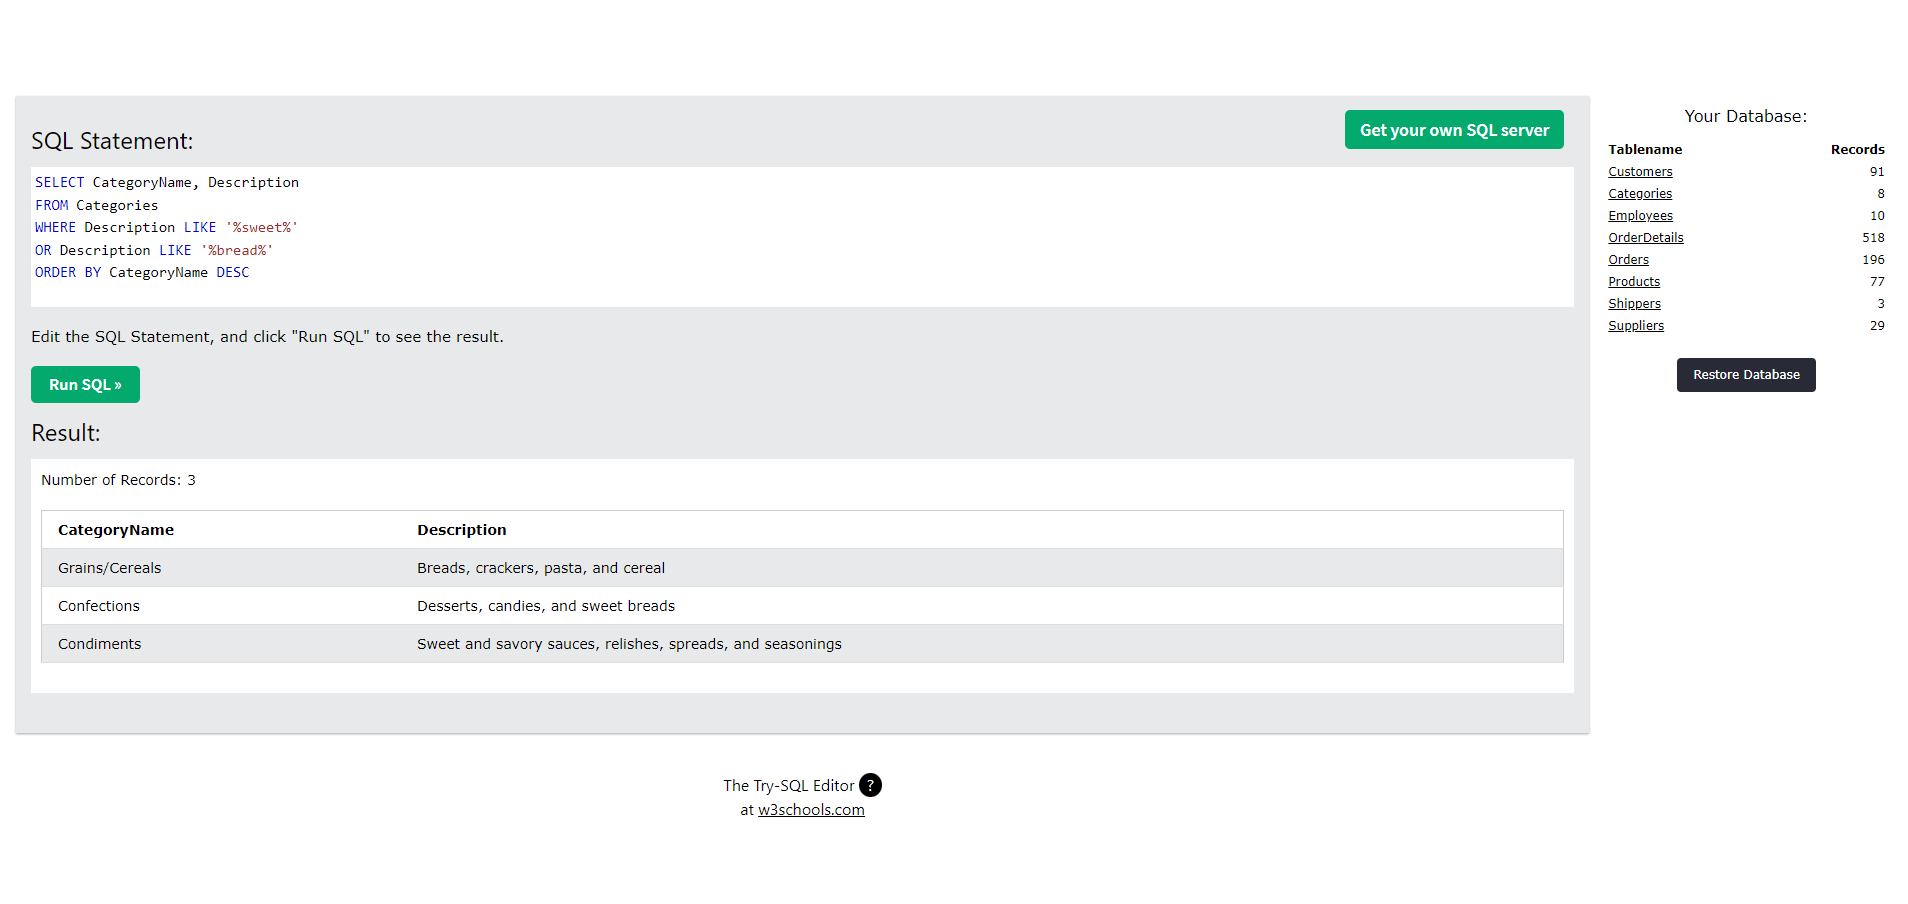 SQL Statement:
Get your own SQL server
SELECT CategoryName, Description
FROM Categories
WHERE Description LIKE '%sweet%'
OR Description LIKE '%bread%'
ORDER BY CategoryName DESC
Edit the SQL Statement, and click "Run SQL" to see the result.
Run SQL »
Result:
Number of Records: 3
CategoryName Description
Grains/Cereals Breads, crackers, pasta, and cereal
Confections Desserts, candies, and sweet breads
Condiments Sweet and savory sauces, relishes, spreads, and seasonings
Your Database:
Tablename Records
Customers 91
Categories 8
Employees 10
OrderDetails 518
Orders 196
Products 77
Shippers 3
Suppliers 29
Restore Database
The Try-SQL Editor ?
at w3schools.com